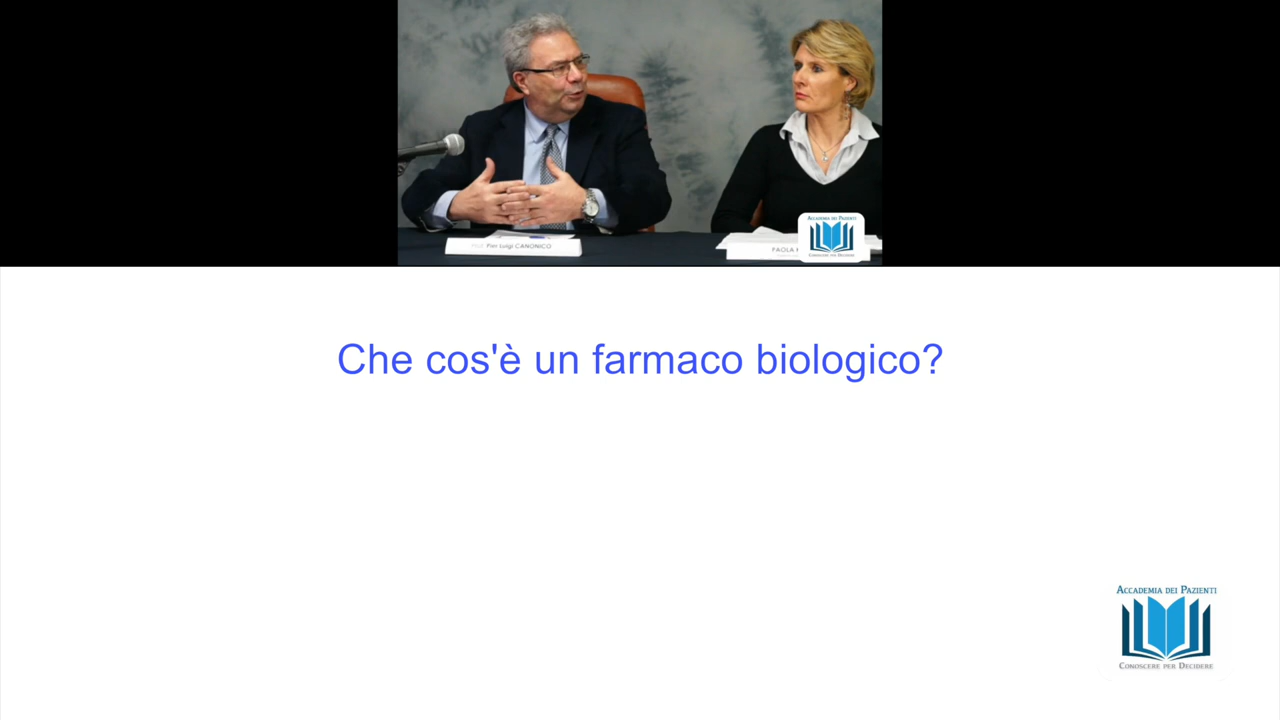 Pier Luigi CANONICO
PAOLA
ACCADEMIA DEI PAZIENTI
CONOSCERE PER DECIDERE
Che cos'è un farmaco biologico?
ACCADEMIA DEI PAZIENTI
CONOSCERE PER DECIDERE